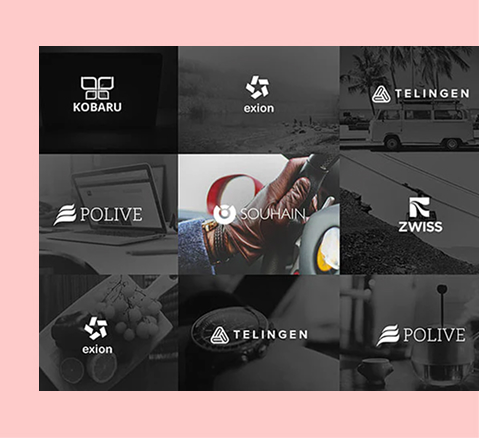 KOBARU
exion
TELINGEN
POLIVE
SOUHAIN.
ZWISS
exion
TELINGEN
POLIVE